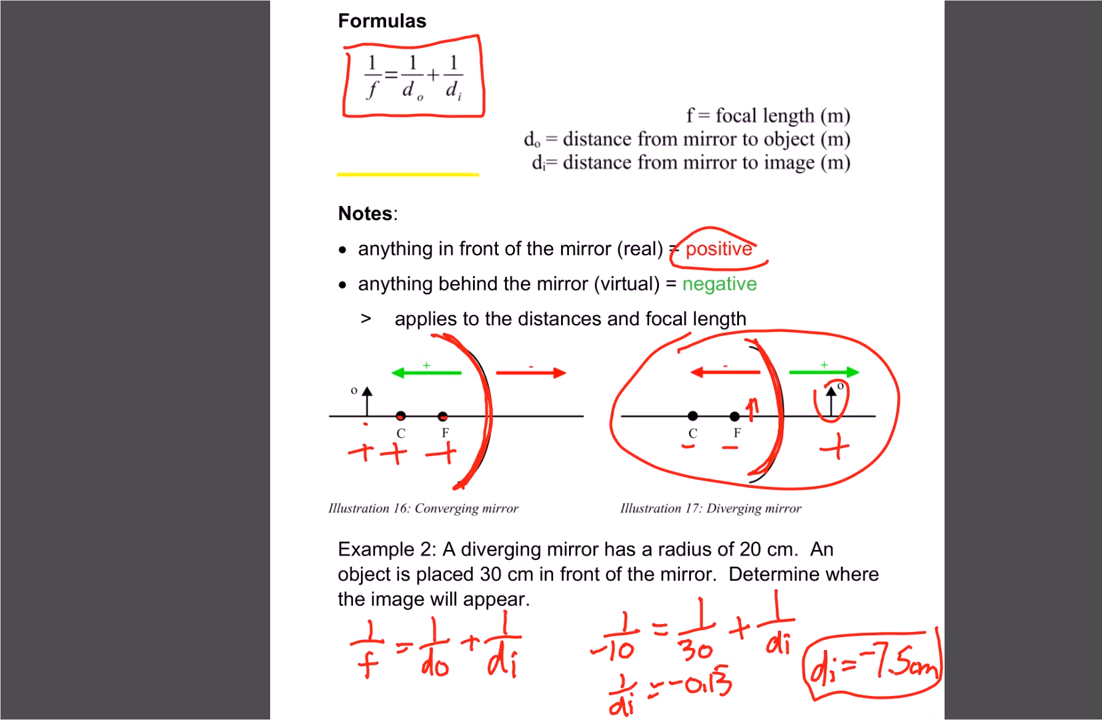 Formulas
1/f = 1/d_o + 1/d_i
f = focal length (m)
d_o = distance from mirror to object (m)
d_i= distance from mirror to image (m)
Notes:
• anything in front of the mirror (real) = positive
• anything behind the mirror (virtual) = negative
> applies to the distances and focal length
+ - - +
o o
C F C F
+ + + - - +
Illustration 16: Converging mirror Illustration 17: Diverging mirror
Example 2: A diverging mirror has a radius of 20 cm. An
object is placed 30 cm in front of the mirror. Determine where
the image will appear.
1/f = 1/do + 1/di 1/-10 = 1/30 + 1/di
1/di = -0.13 di = -7.5cm